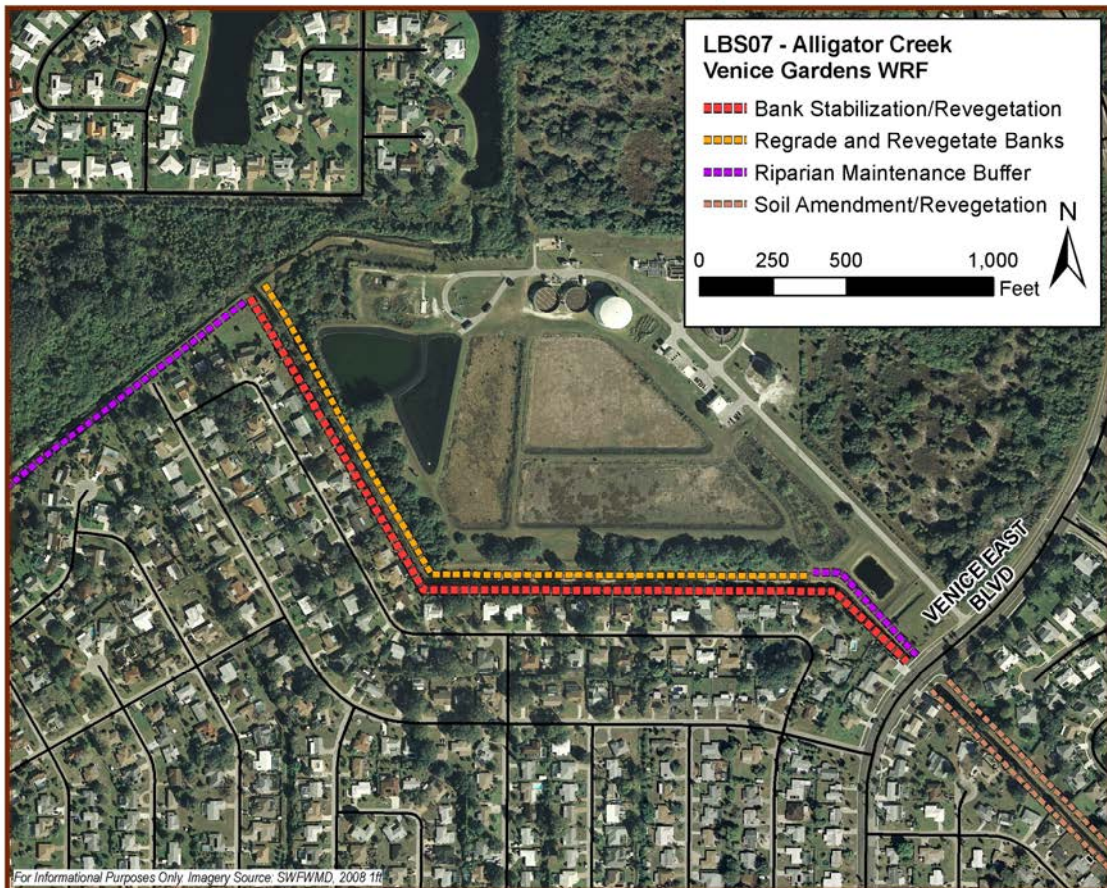 LBS07 - Alligator Creek
Venice Gardens WRF
Bank Stabilization/Revegetation
Regrade and Revegetate Banks
Riparian Maintenance Buffer
Soil Amendment/Revegetation
N
0 250 500 1,000
Feet
VENICE EAST
BLVD
For Informational Purposes Only. Imagery Source: SWFWMD, 2008 1ft